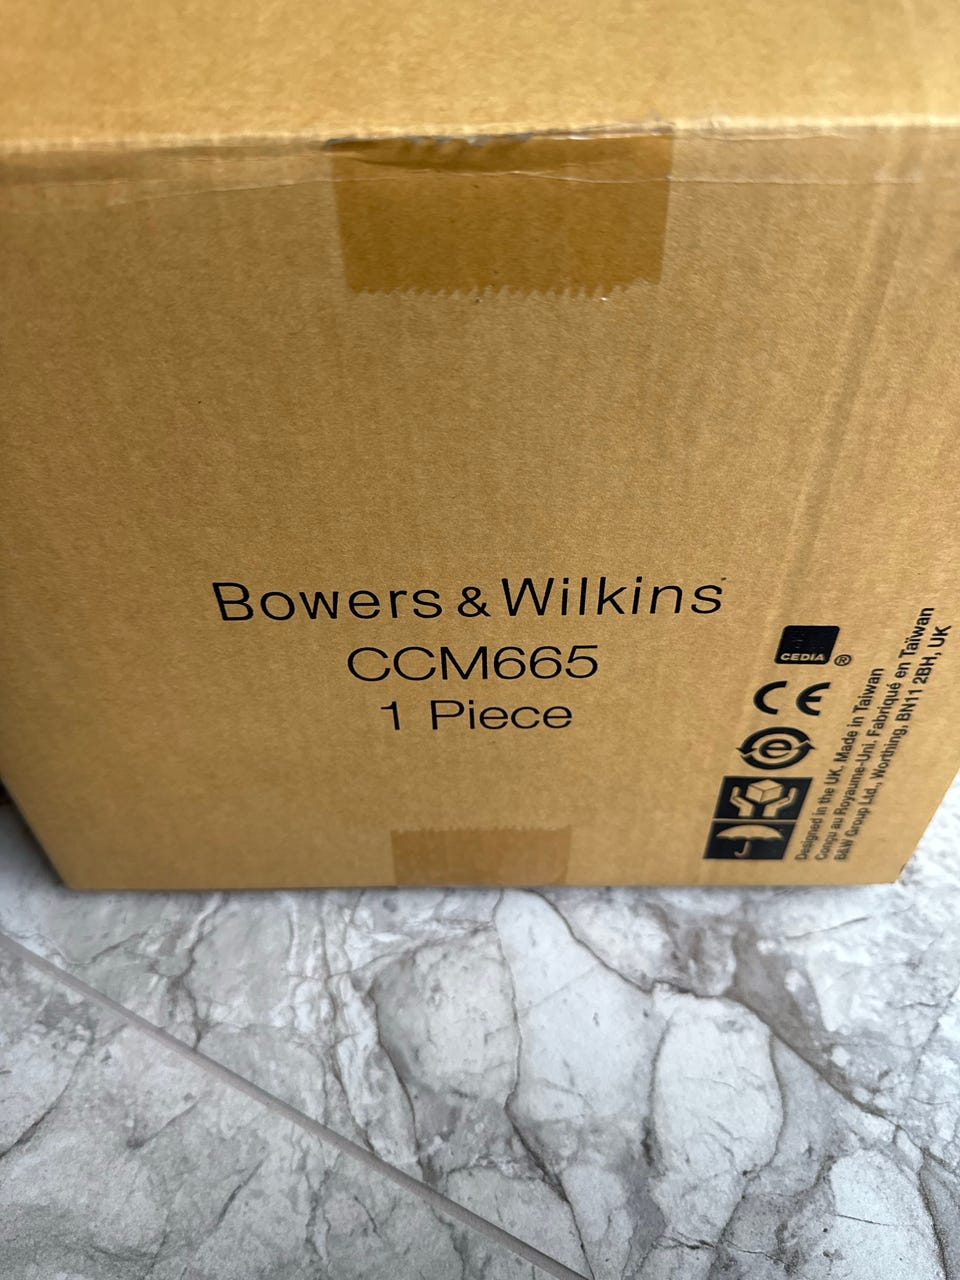 Bowers & Wilkins
CCM665
1 Piece
CEDIA ®
CE
e
Designed in the UK. Made in Taiwan
Conçu au Royaume-Uni. Fabriqué en Taïwan
B&W Group Ltd., Worthing, BN11 2BH, UK